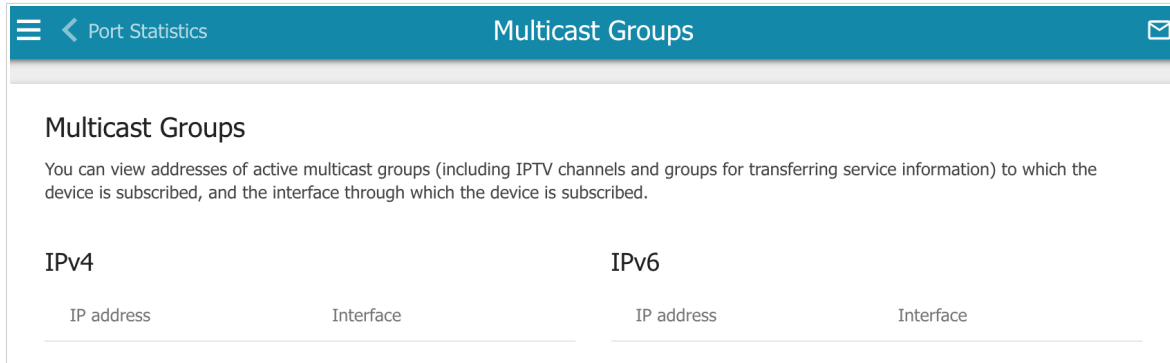 Port Statistics
Multicast Groups
Multicast Groups
You can view addresses of active multicast groups (including IPTV channels and groups for transferring service information) to which the
device is subscribed, and the interface through which the device is subscribed.
IPv4
IP address Interface
IPv6
IP address Interface